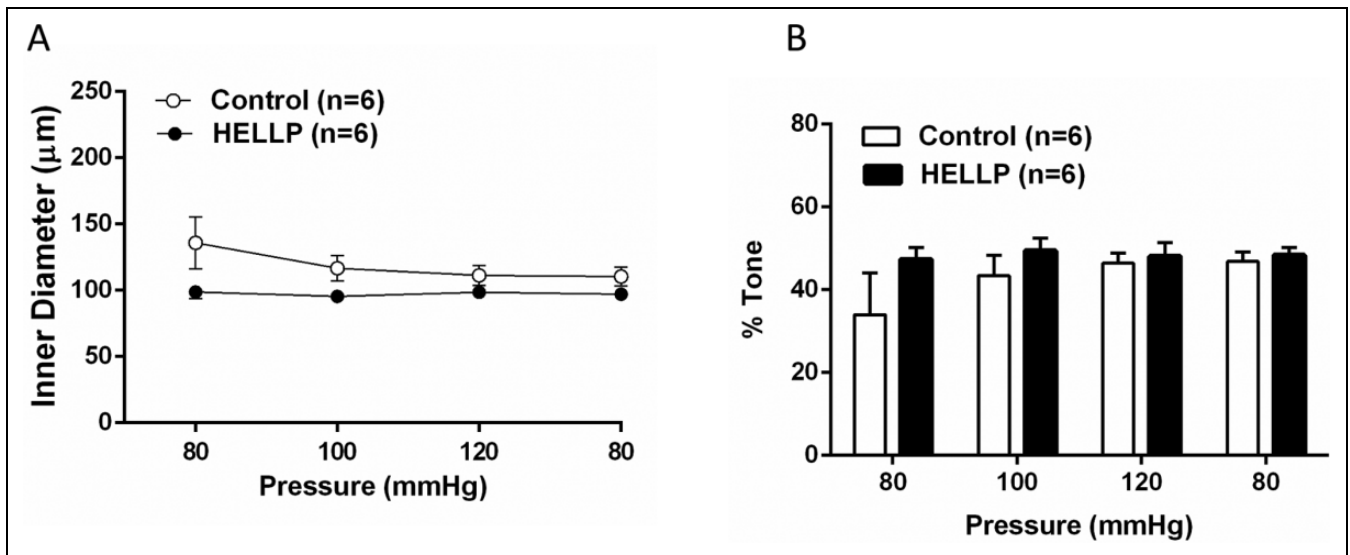 A
Control (n=6)
HELLP (n=6)
Inner Diameter (μm)
250
200
150
100
50
0
80 100 120 80
Pressure (mmHg)
B
Control (n=6)
HELLP (n=6)
% Tone
80
60
40
20
0
80 100 120 80
Pressure (mmHg)